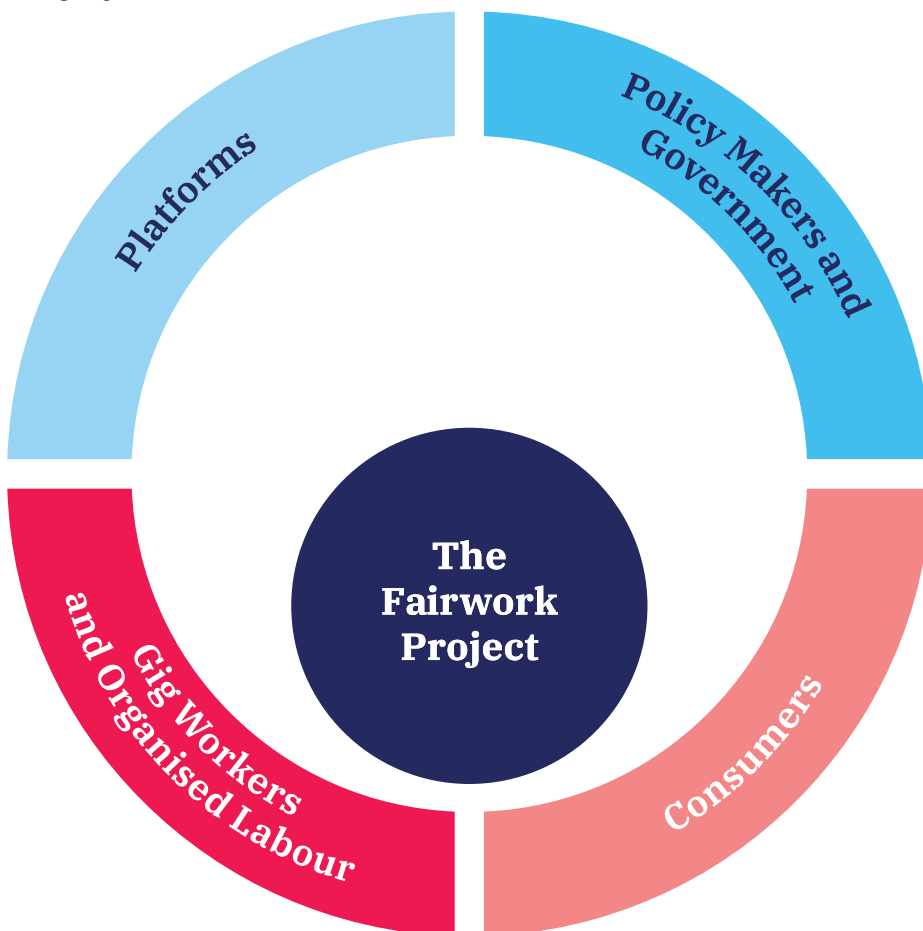 Platforms
Policy Makers and
Government
The
Fairwork
Project
Gig Workers
and Organised Labour
Consumers